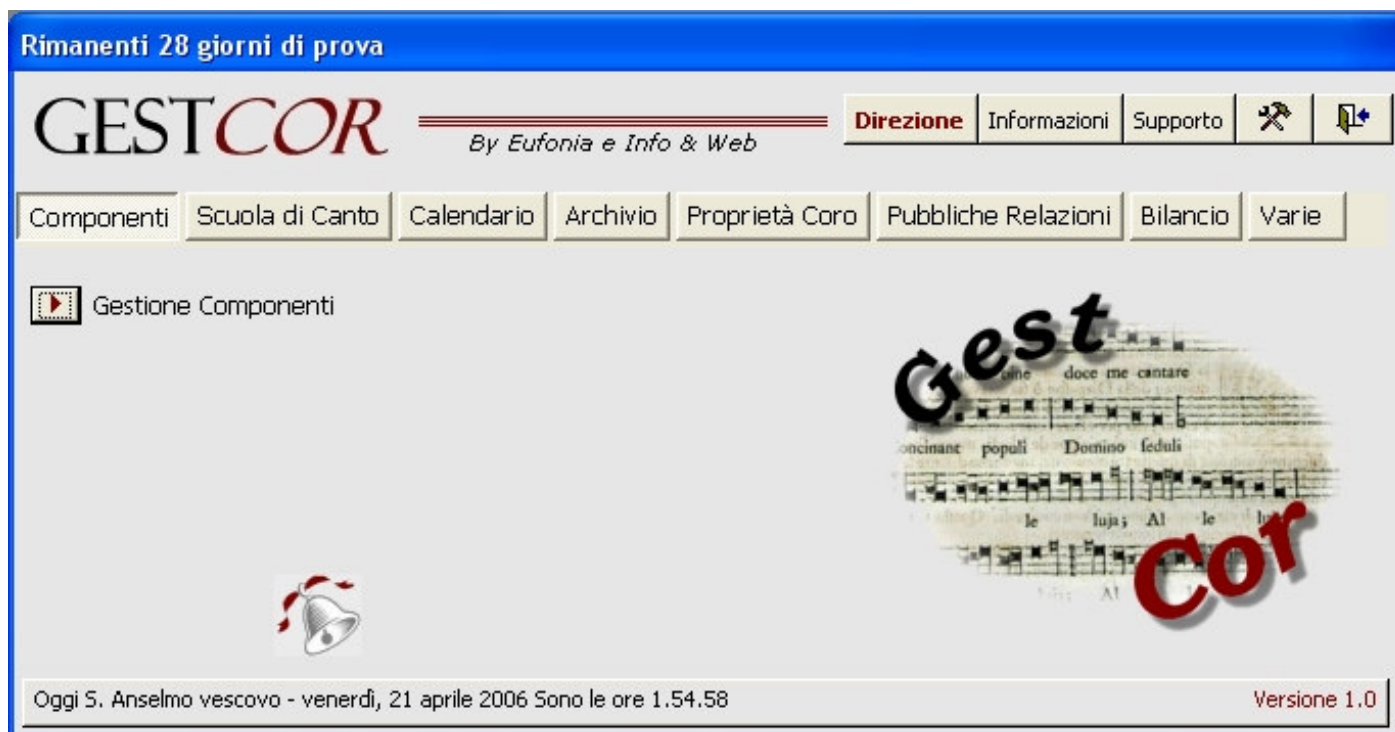 Rimanenti 28 giorni di prova
GESTCOR
By Eufonia e Info & Web
Direzione Informazioni Supporto
Componenti Scuola di Canto Calendario Archivio Proprietà Coro Pubbliche Relazioni Bilancio Varie
Gestione Componenti
Gest
doce me cantare
populi Domino seduli
le luja; Al le
Al
Cor
Oggi S. Anselmo vescovo - venerdì, 21 aprile 2006 Sono le ore 1.54.58
Versione 1.0